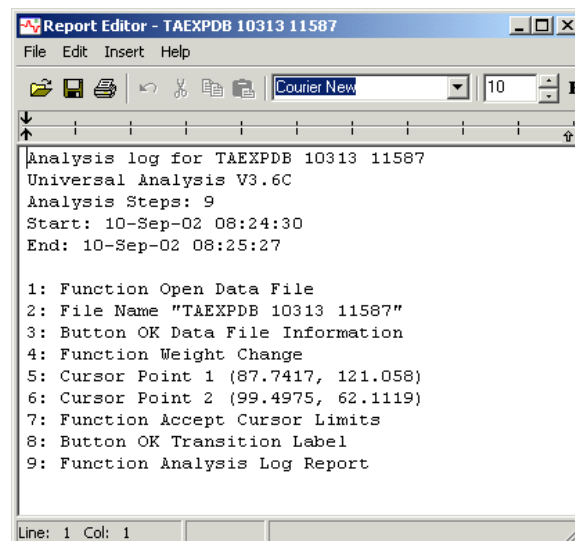 Report Editor - TAEXPDB 10313 11587
File Edit Insert Help
Courier New 10
Analysis log for TAEXPDB 10313 11587
Universal Analysis V3.6C
Analysis Steps: 9
Start: 10-Sep-02 08:24:30
End: 10-Sep-02 08:25:27
1: Function Open Data File
2: File Name "TAEXPDB 10313 11587"
3: Button OK Data File Information
4: Function Weight Change
5: Cursor Point 1 (87.7417, 121.058)
6: Cursor Point 2 (99.4975, 62.1119)
7: Function Accept Cursor Limits
8: Button OK Transition Label
9: Function Analysis Log Report
Line: 1 Col: 1